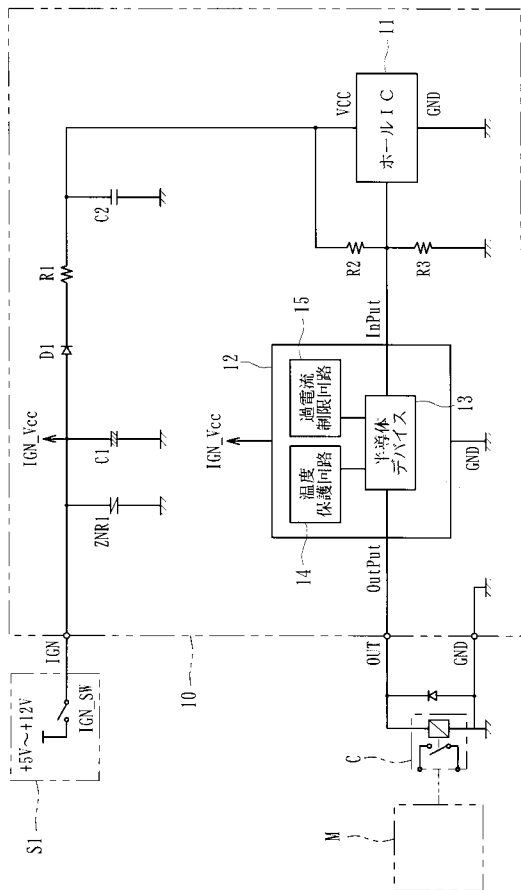 S1
+5V～+12V
IGN_SW
IGN
10
ZNR1
IGN_Vcc
C1
D1
R1
C2
VCC
11
ホールIC
GND
R2
R3
InPut
12
15
過電流
制限回路
IGN_Vcc
温度
保護回路
14
半導体
デバイス
13
GND
OutPut
OUT
GND
C
M